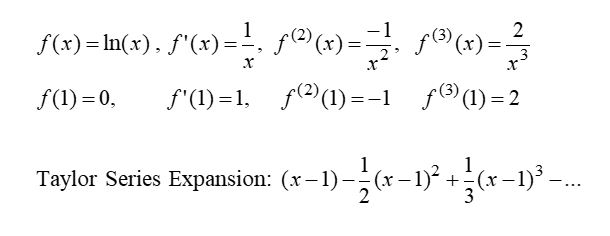 f(x) = ln(x), f'(x) = 1/x, f^(2)(x) = -1/x^2, f^(3)(x) = 2/x^3
f(1) = 0, f'(1) = 1, f^(2)(1) = -1 f^(3)(1) = 2
Taylor Series Expansion: (x-1) - 1/2(x-1)^2 + 1/3(x-1)^3 - ...